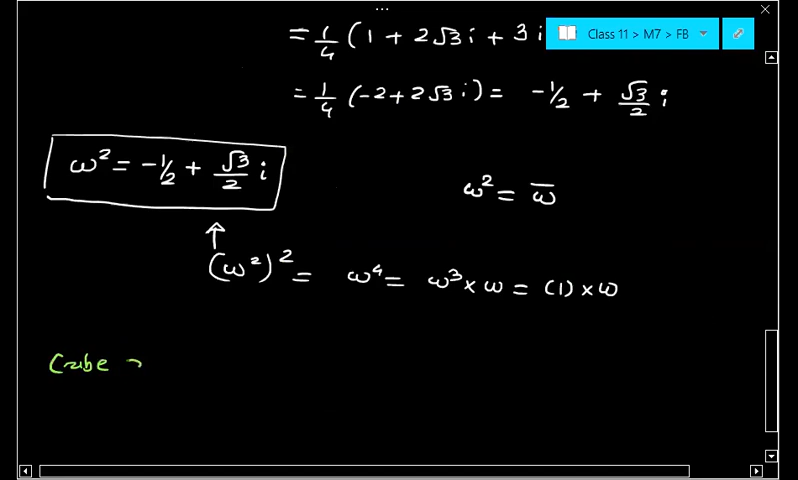 = 1/4 (1 + 2√3 i + 3 i
Class 11 > M7 > FB
= 1/4 (-2 + 2√3 i) = -1/2 + √3/2 i
ω² = -1/2 + √3/2 i
ω² = ω̅
(ω²)² = ω⁴ = ω³ × ω = (1) × ω
Cube